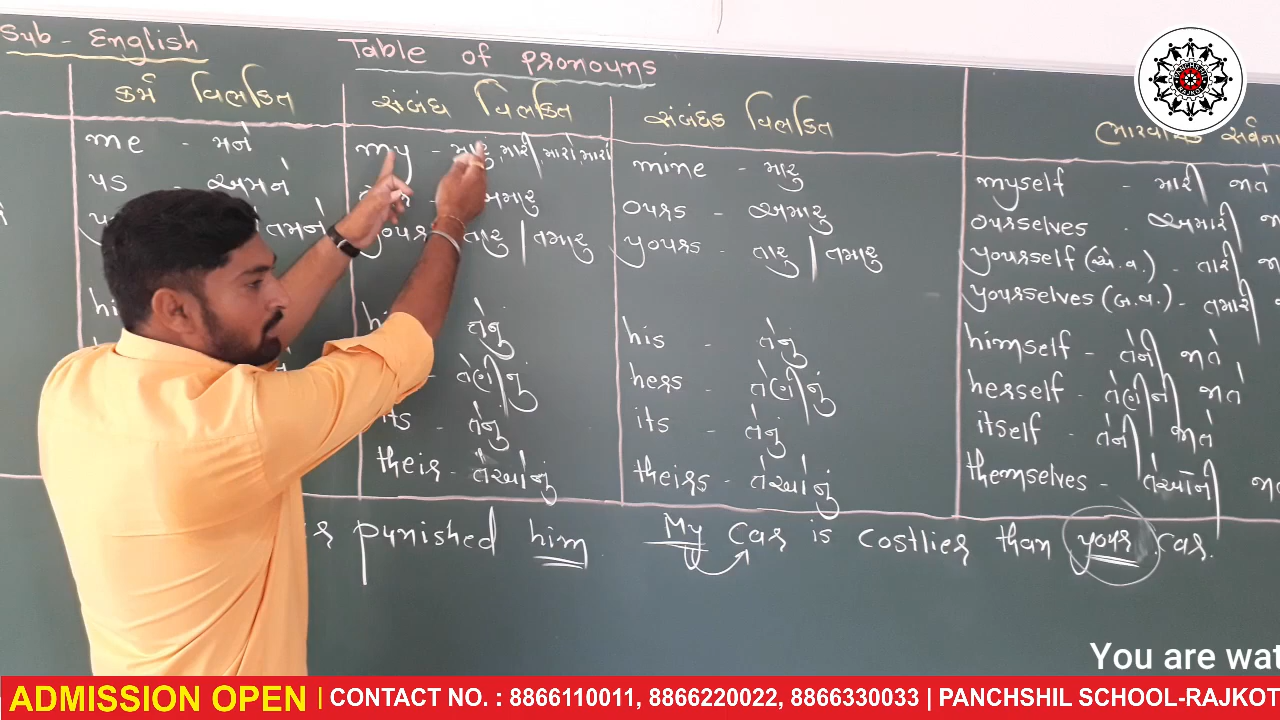 Sub - English
Table of pronouns
કર્મ વિભક્તિ
સંબંધ વિભક્તિ
સંબંધક વિભક્તિ
me - મને
my - મારું, મારી, મારો, મારાં
mine - મારું
myself - મારી જાતે
us - અમને
અમારું
ours - અમારું
ourselves - અમારી
તમને
your તારું | તમારું
yours - તારું | તમારું
yourself (એ.વ.) - તારી
yourselves (બ.વ.) - તમારી
તેનું
his - તેનું
himself - તેની જાતે
- તેણીનું
hers - તેણીનું
herself - તેણીની જાતે
its - તેનું
its - તેનું
itself - તેની જાતે
their - તેઓનું
theirs - તેઓનું
themselves - તેઓની
punished him. My car is costlier than your car.
You are wat
ADMISSION OPEN | CONTACT NO. : 8866110011, 8866220022, 8866330033 | PANCHSHIL SCHOOL-RAJKOT